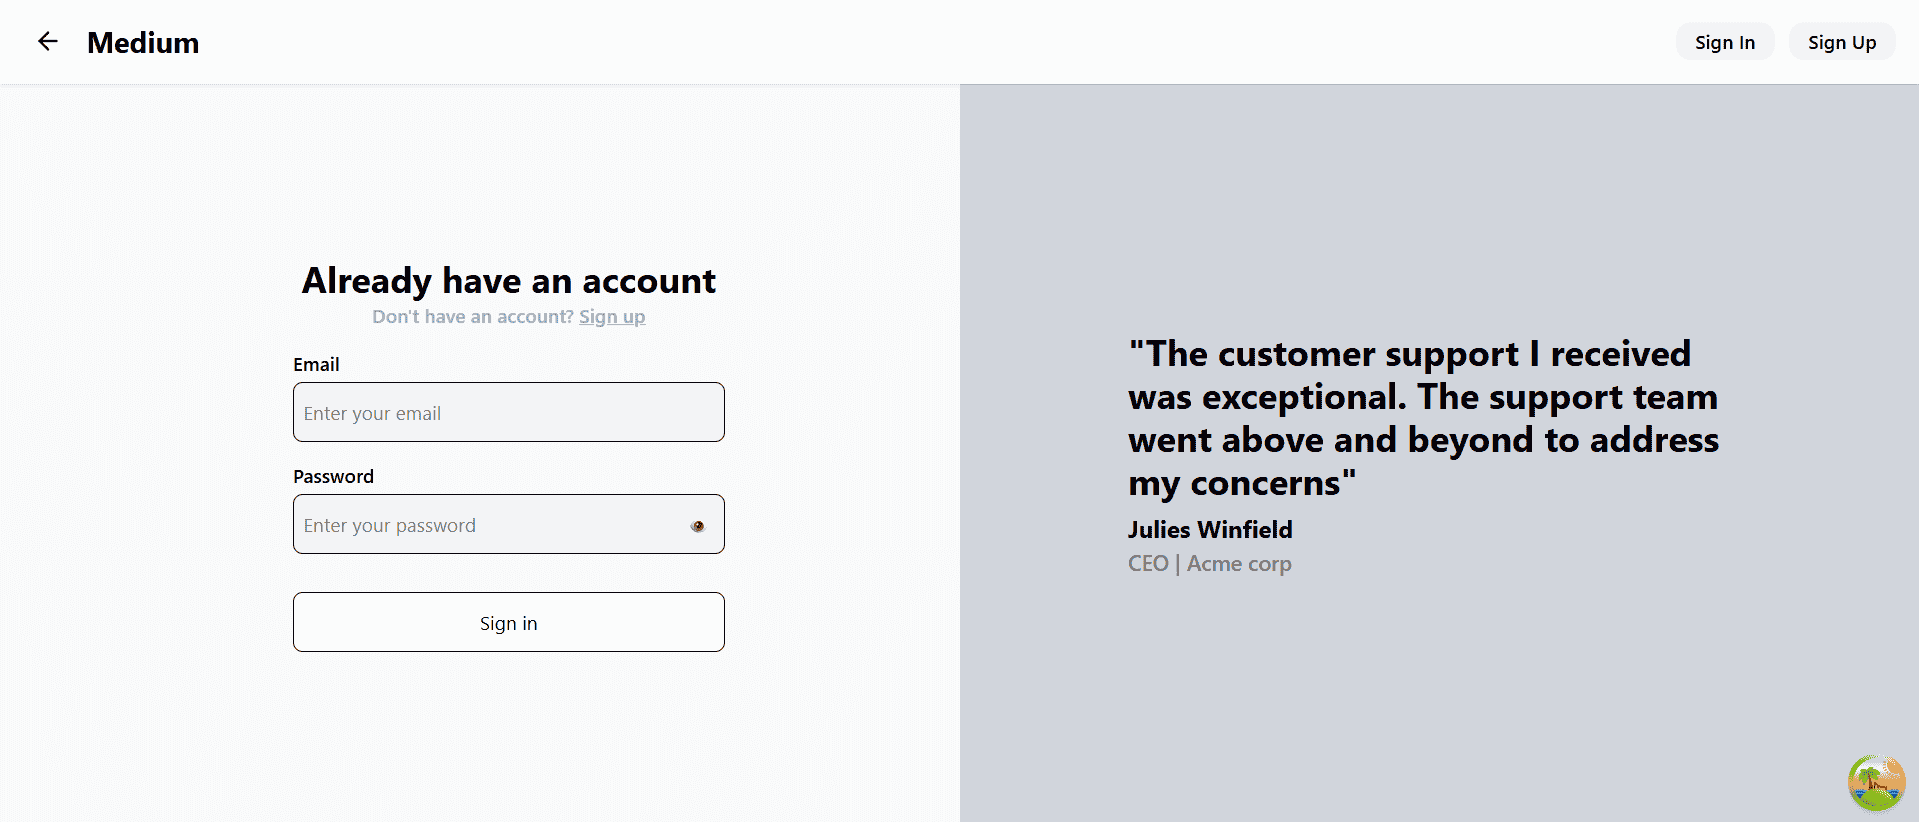 Medium
Sign In
Sign Up
Already have an account
Don't have an account? Sign up
Email
Enter your email
Password
Enter your password
Sign in
"The customer support I received
was exceptional. The support team
went above and beyond to address
my concerns"
Julies Winfield
CEO | Acme corp